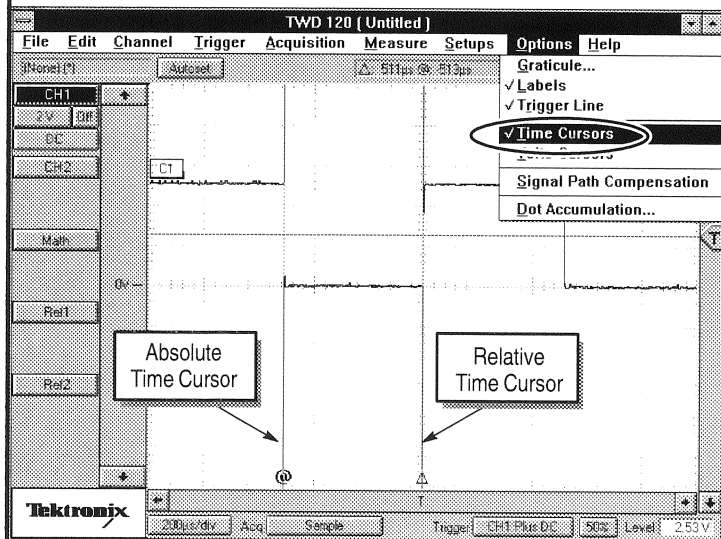 TWD 120 ( Untitled )
File Edit Channel Trigger Acquisition Measure Setups Options Help
(None) (*) Autoset Δ: 511µs @: -513µs
Graticule...
√ Labels
√ Trigger Line
√ Time Cursors
Signal Path Compensation
Dot Accumulation...
CH1
2 V Off
DC
CH2
Math
Ref1
Ref2
C1
0v
T
Absolute
Time Cursor
Relative
Time Cursor
@ Δ
T
Tektronix
200µs/div Acq: Sample Trigger: CH1 Plus DC 50% Level: 2.53 V